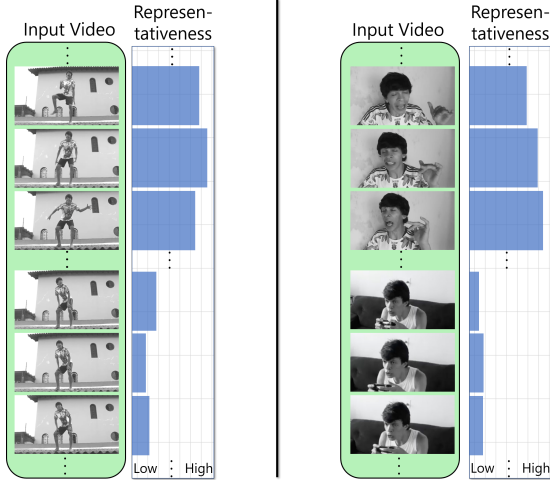 Input Video
Represen-
tativeness
Low
High
Input Video
Represen-
tativeness
Low
High